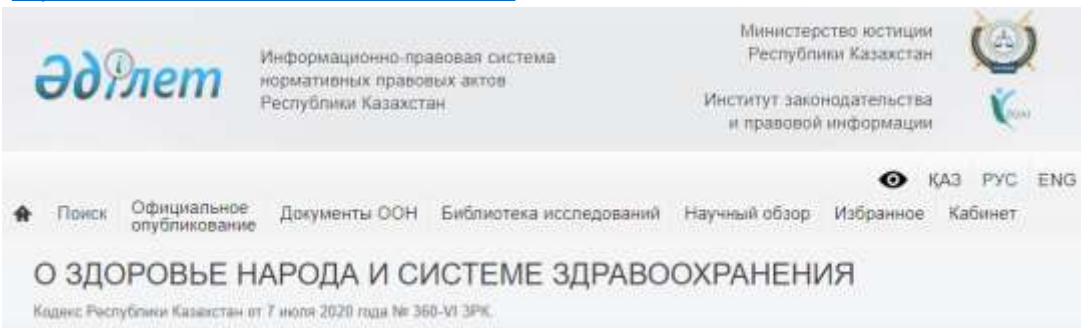 Әділет
Информационно-правовая система
нормативных правовых актов
Республики Казахстан
Министерство юстиции
Республики Казахстан
Институт законодательства
и правовой информации
ҚАЗ РУС ENG
Поиск Официальное опубликование Документы ООН Библиотека исследований Научный обзор Избранное Кабинет
О ЗДОРОВЬЕ НАРОДА И СИСТЕМЕ ЗДРАВООХРАНЕНИЯ
Кодекс Республики Казахстан от 7 июля 2020 года № 360-VI ЗРК.